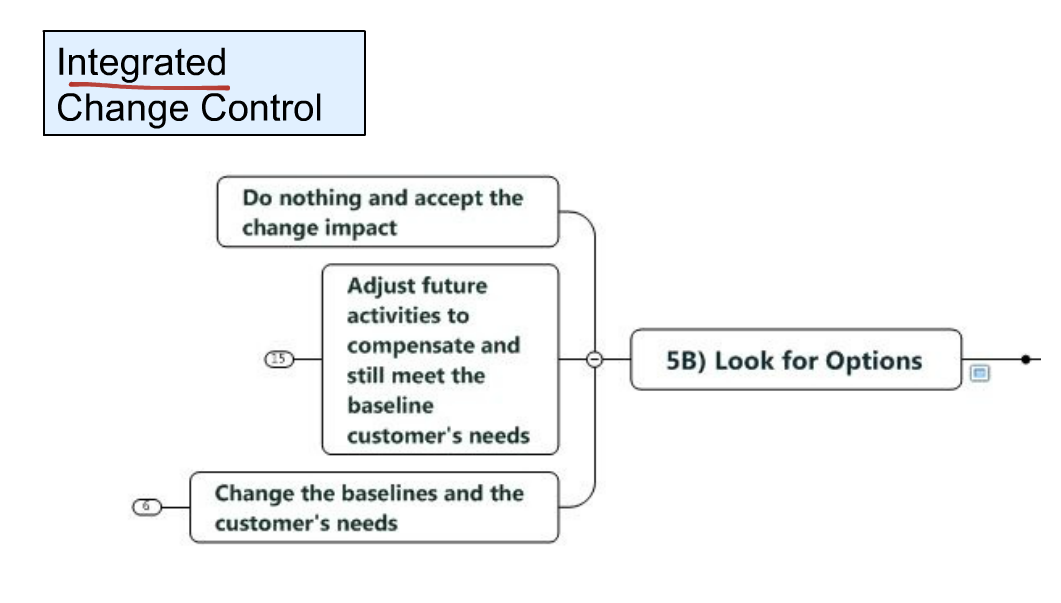 Integrated
Change Control
Do nothing and accept the
change impact
Adjust future
activities to
compensate and
still meet the
baseline
customer's needs
15
5B) Look for Options
Change the baselines and the
customer's needs
6